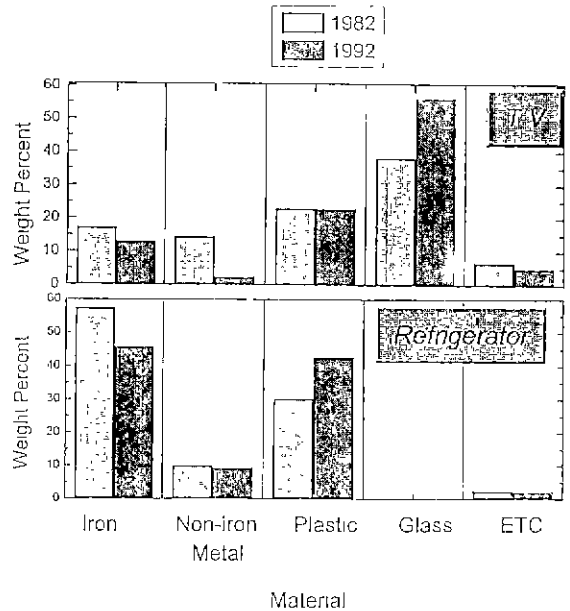 1982
1992
60
50
40
30
20
10
0
Weight Percent
T.V.
60
50
40
30
20
10
0
Weight Percent
Refrigerator
Iron
Non-iron
Metal
Plastic
Glass
ETC
Material